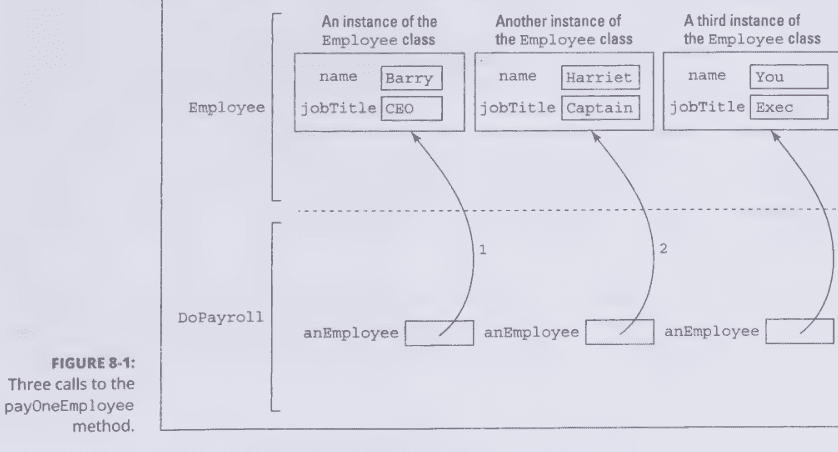 An instance of the
Employee class
Another instance of
the Employee class
A third instance of
the Employee class
name Barry
jobTitle CEO
name Harriet
jobTitle Captain
name You
jobTitle Exec
Employee
1
2
DoPayroll
anEmployee
anEmployee
anEmployee
FIGURE 8-1:
Three calls to the
payOneEmployee
method.